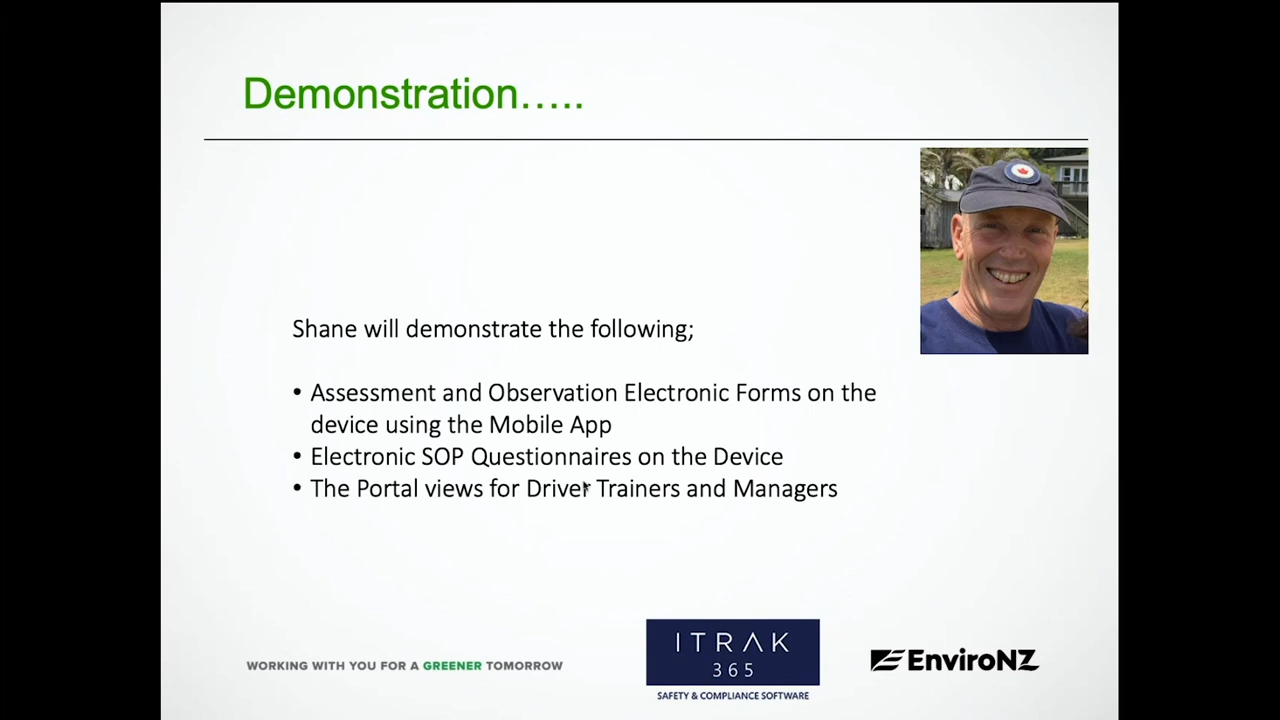 Demonstration…..
Shane will demonstrate the following;
• Assessment and Observation Electronic Forms on the
device using the Mobile App
• Electronic SOP Questionnaires on the Device
• The Portal views for Driver Trainers and Managers
WORKING WITH YOU FOR A GREENER TOMORROW
ITRAK
365
SAFETY & COMPLIANCE SOFTWARE
EnviroNZ